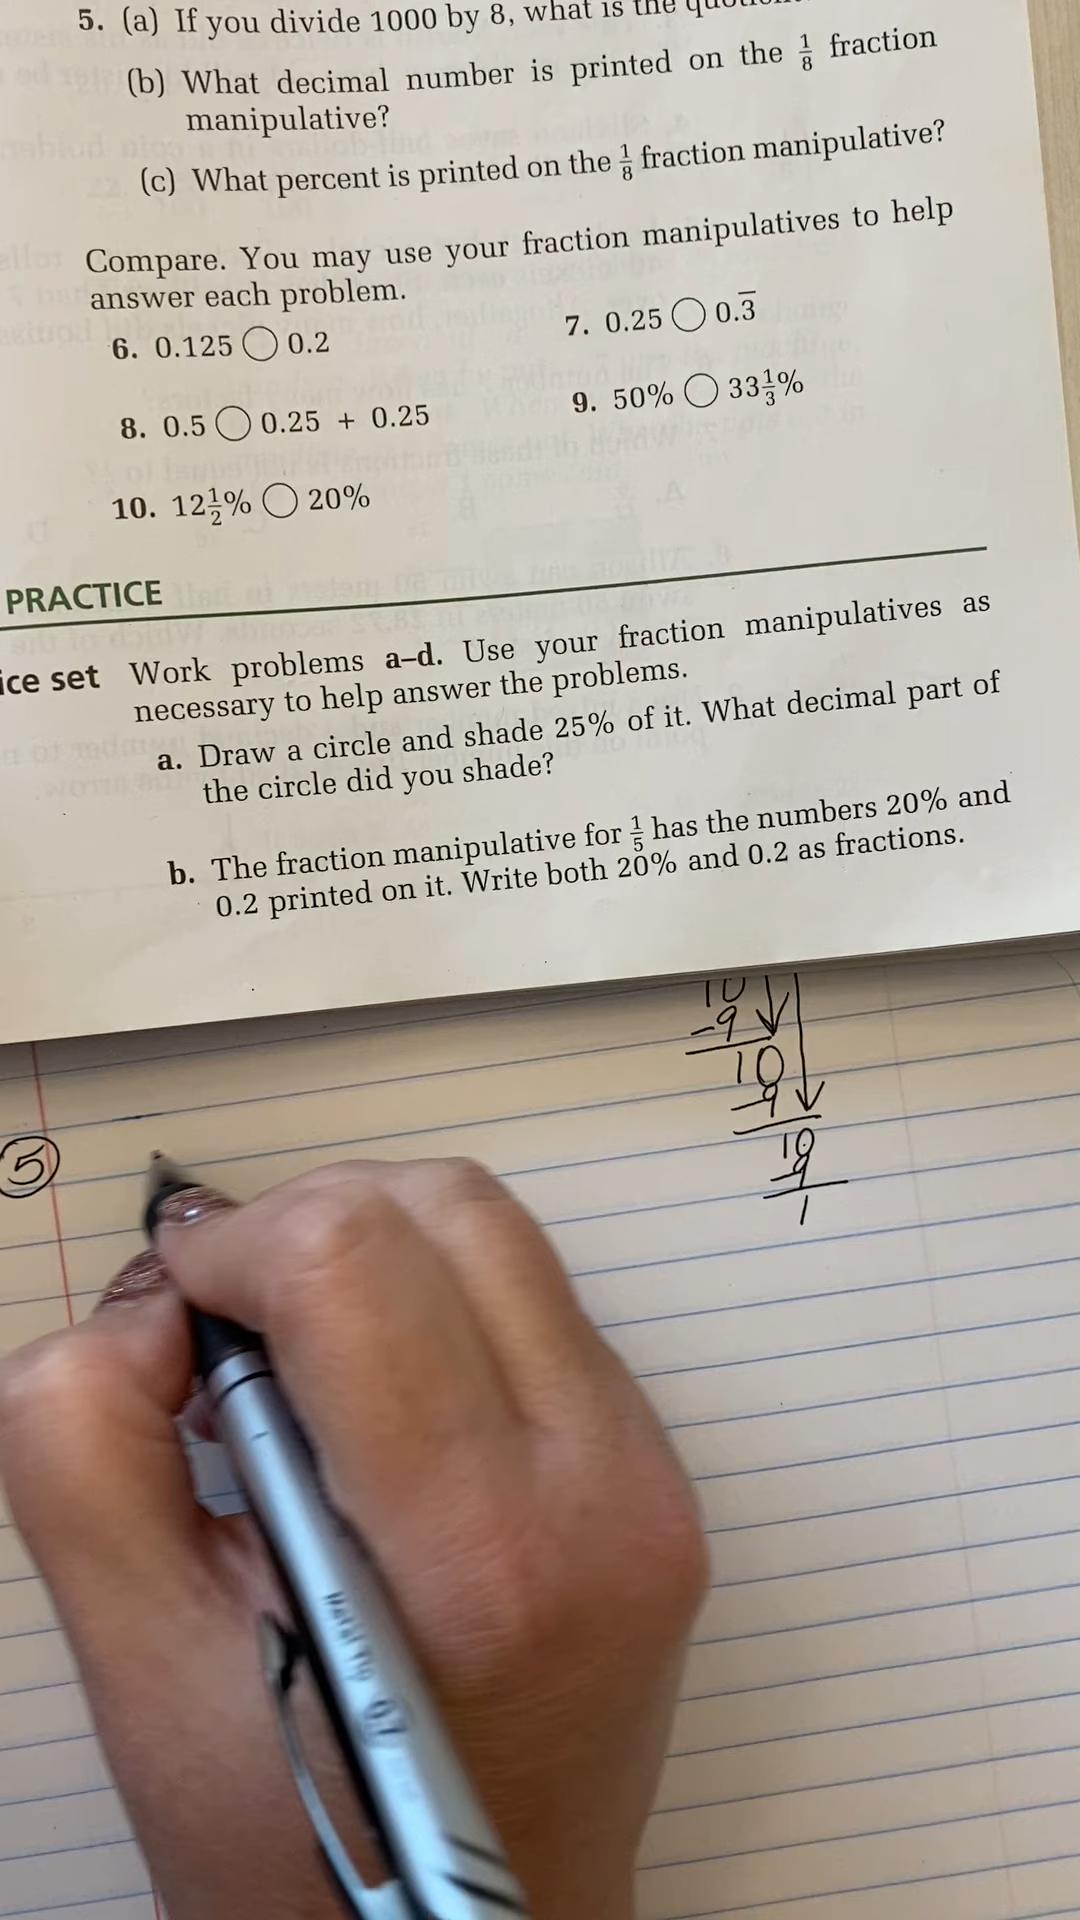 5. (a) If you divide 1000 by 8, what is the
(b) What decimal number is printed on the 1/8 fraction
manipulative?
(c) What percent is printed on the 1/8 fraction manipulative?
Compare. You may use your fraction manipulatives to help
answer each problem.
6. 0.125 ◯ 0.2
7. 0.25 ◯ 0.3̅
8. 0.5 ◯ 0.25 + 0.25
9. 50% ◯ 33 1/3%
10. 12 1/2% ◯ 20%
PRACTICE
set Work problems a–d. Use your fraction manipulatives as
necessary to help answer the problems.
a. Draw a circle and shade 25% of it. What decimal part of
the circle did you shade?
b. The fraction manipulative for 1/5 has the numbers 20% and
0.2 printed on it. Write both 20% and 0.2 as fractions.
10
-9
10
-9
10
-9
1
5